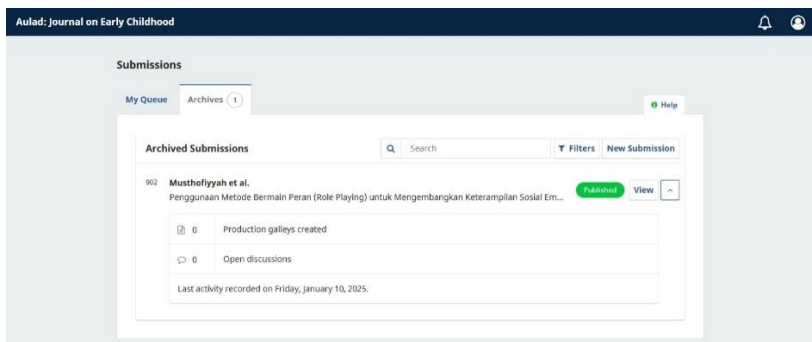 Aulad: Journal on Early Childhood
Submissions
My Queue
Archives 1
Help
Archived Submissions
Search
Filters
New Submission
902 Musthofiyyah et al.
Penggunaan Metode Bermain Peran (Role Playing) untuk Mengembangkan Keterampilan Sosial Em...
Published
View
0 Production galleys created
0 Open discussions
Last activity recorded on Friday, January 10, 2025.